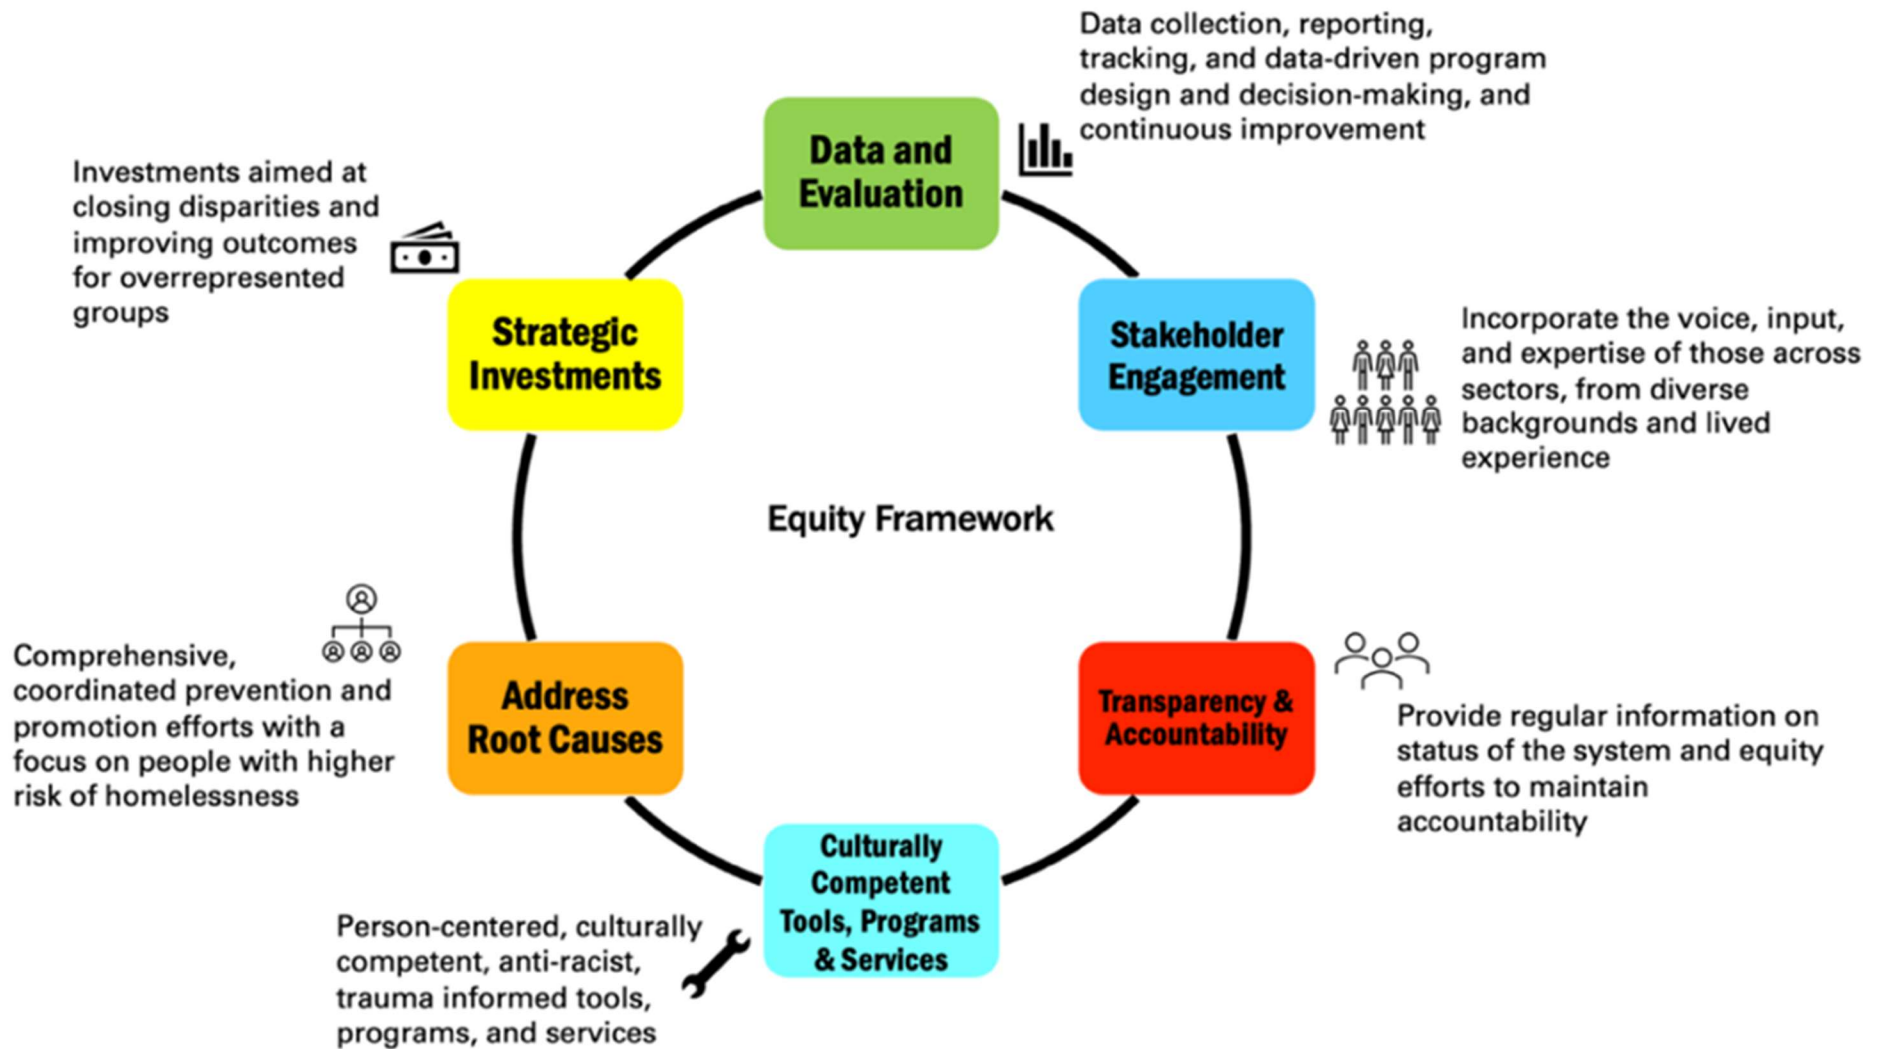 Data collection, reporting,
tracking, and data-driven program
design and decision-making, and
continuous improvement
Data and
Evaluation
Investments aimed at
closing disparities and
improving outcomes
for overrepresented
groups
Strategic
Investments
Stakeholder
Engagement
Incorporate the voice, input,
and expertise of those across
sectors, from diverse
backgrounds and lived
experience
Equity Framework
Comprehensive,
coordinated prevention and
promotion efforts with a
focus on people with higher
risk of homelessness
Address
Root Causes
Transparency &
Accountability
Provide regular information on
status of the system and equity
efforts to maintain
accountability
Culturally
Competent
Tools, Programs
& Services
Person-centered, culturally
competent, anti-racist,
trauma informed tools,
programs, and services